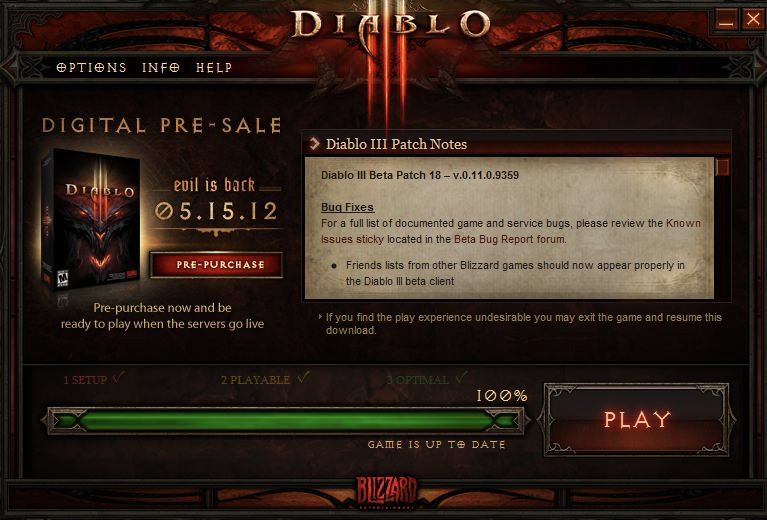 DIABLO
III
OPTIONS INFO HELP
DIGITAL PRE-SALE
DIABLO
evil is back
05.15.12
PRE-PURCHASE
Pre-purchase now and be
ready to play when the servers go live
Diablo III Patch Notes
Diablo III Beta Patch 18 – v.0.11.0.9359
Bug Fixes
For a full list of documented game and service bugs, please review the Known
Issues sticky located in the Beta Bug Report forum.
• Friends lists from other Blizzard games should now appear properly in
the Diablo III beta client
If you find the play experience undesirable you may exit the game and resume this
download.
1 SETUP ✓ 2 PLAYABLE ✓ 3 OPTIMAL ✓
100%
PLAY
GAME IS UP TO DATE
BLIZZARD
ENTERTAINMENT